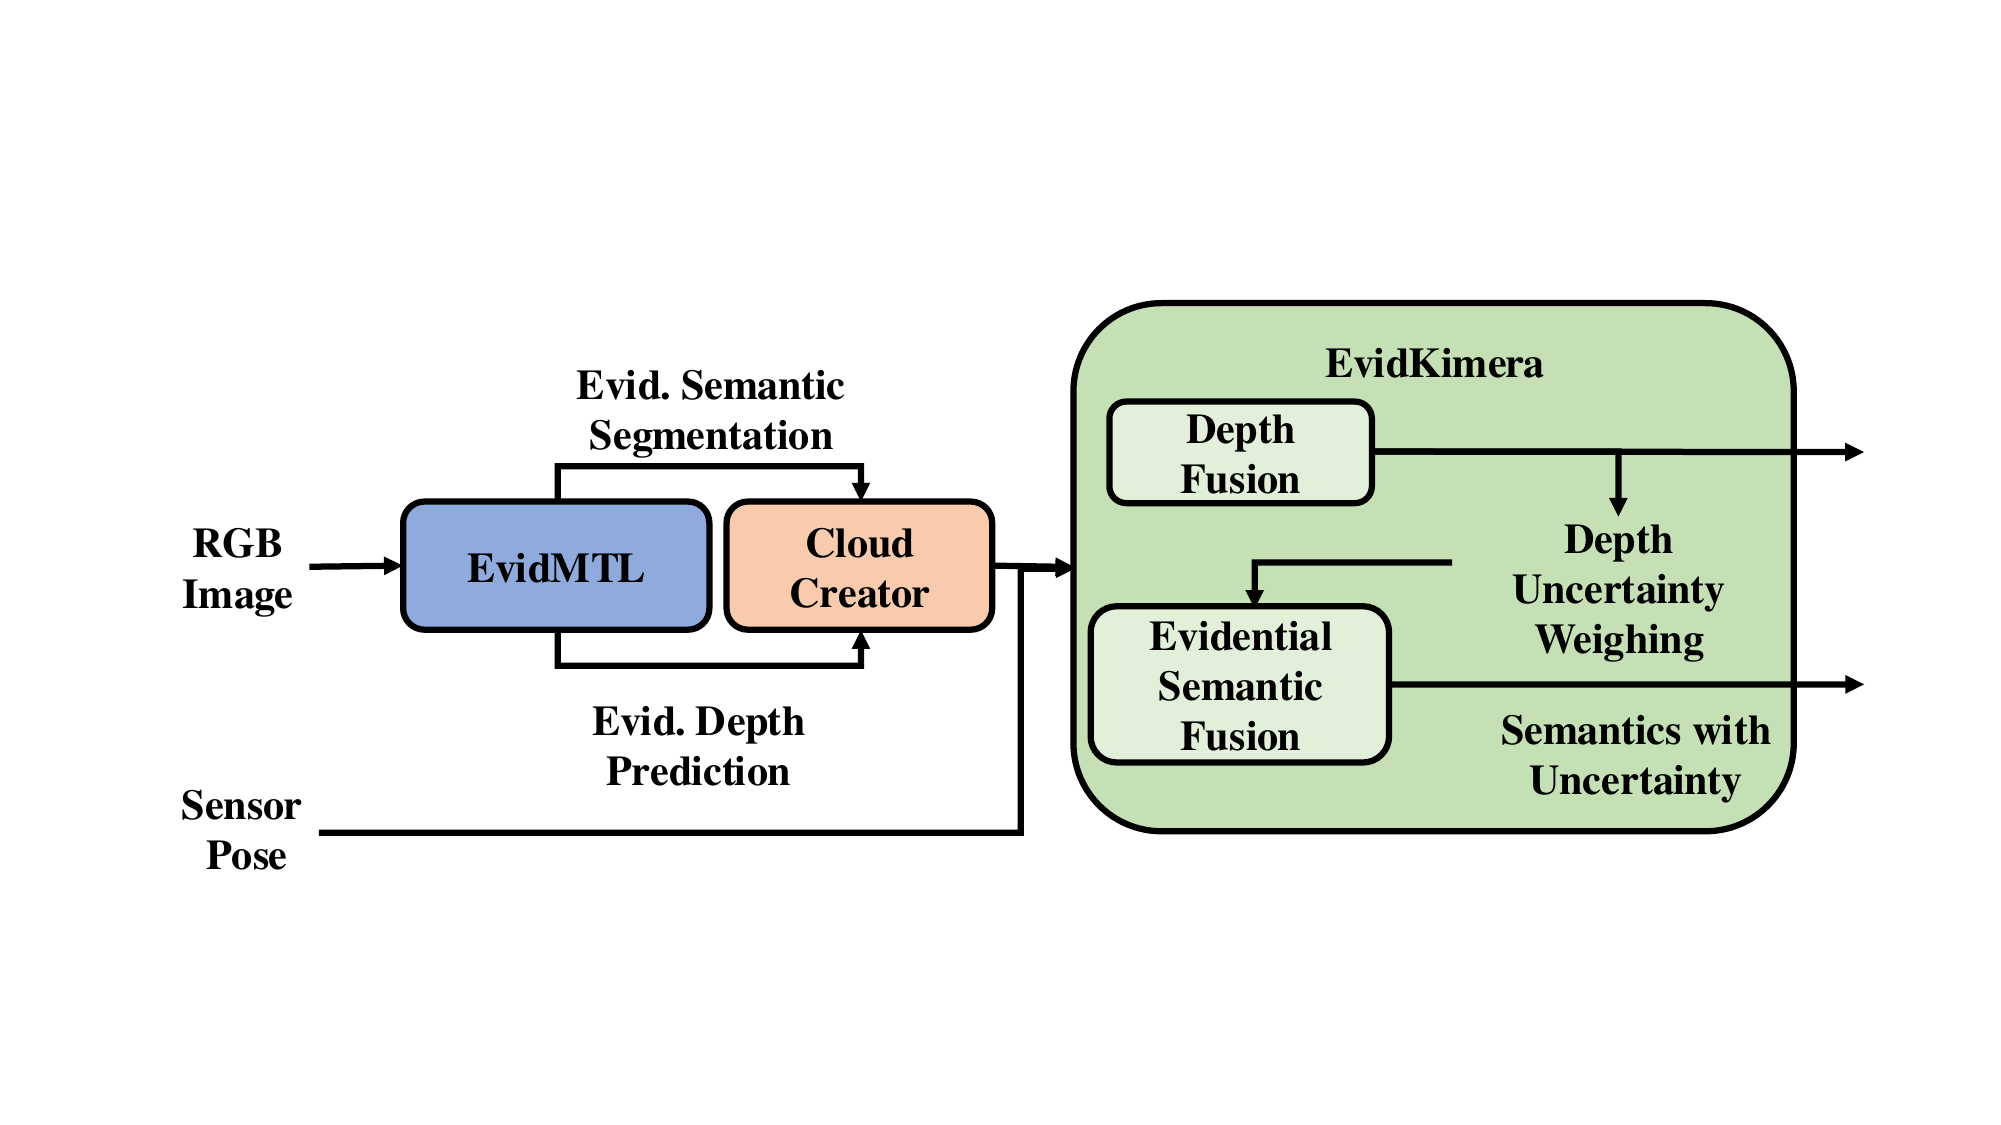 RGB
Image
Evid. Semantic
Segmentation
EvidMTL
Cloud
Creator
Evid. Depth
Prediction
Sensor
Pose
EvidKimera
Depth
Fusion
Depth
Uncertainty
Weighing
Evidential
Semantic
Fusion
Semantics with
Uncertainty